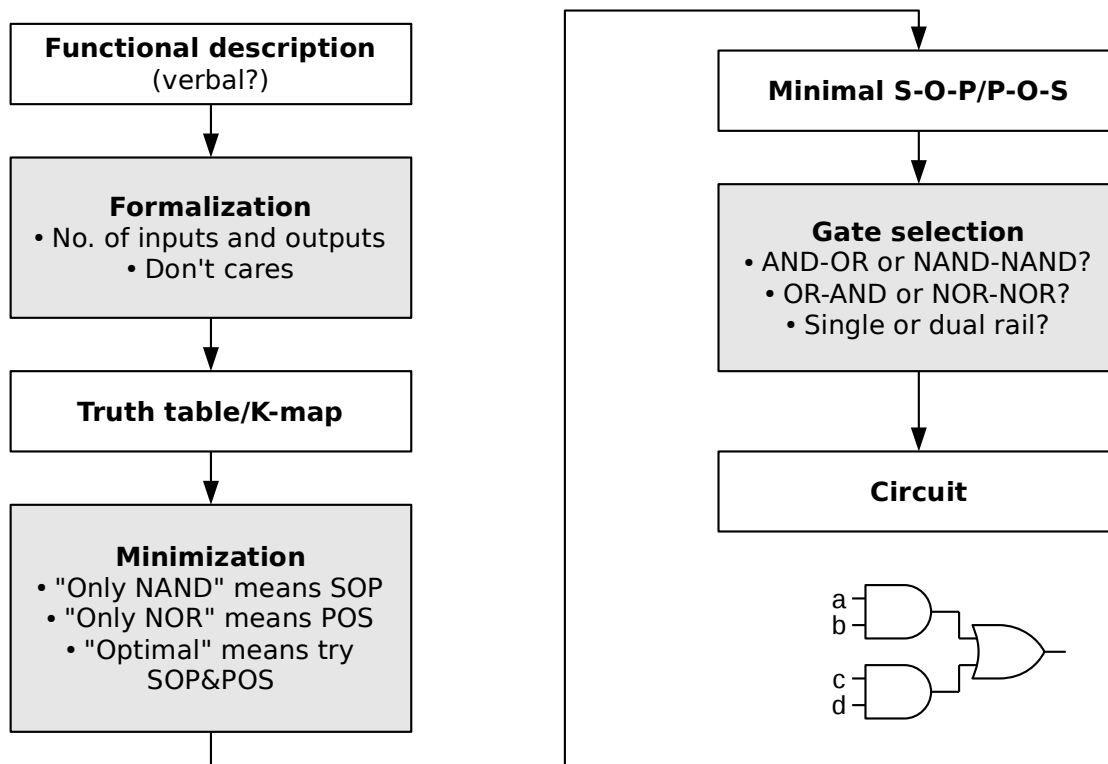 Functional description
(verbal?)
Formalization
• No. of inputs and outputs
• Don't cares
Truth table/K-map
Minimization
• "Only NAND" means SOP
• "Only NOR" means POS
• "Optimal" means try
SOP&POS
Minimal S-O-P/P-O-S
Gate selection
• AND-OR or NAND-NAND?
• OR-AND or NOR-NOR?
• Single or dual rail?
Circuit
a
b
c
d